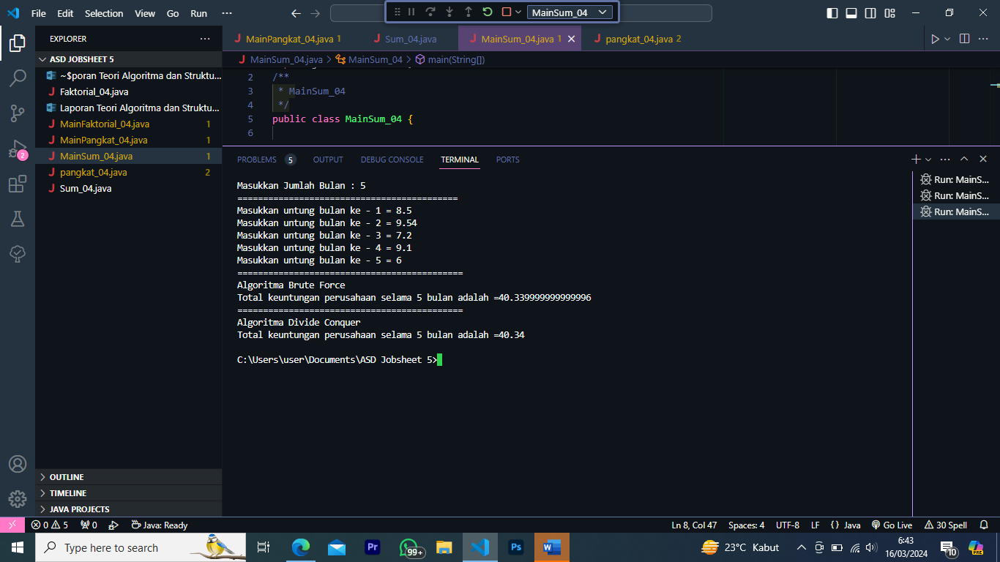 File Edit Selection View Go Run ···
MainSum_04
EXPLORER ···
ASD JOBSHEET 5
~$poran Teori Algoritma dan Struktu...
Faktorial_04.java
Laporan Teori Algoritma dan Struktu...
MainFaktorial_04.java 1
MainPangkat_04.java 1
MainSum_04.java 1
pangkat_04.java 2
Sum_04.java
OUTLINE
TIMELINE
JAVA PROJECTS
2
MainPangkat_04.java 1
Sum_04.java
MainSum_04.java 1
pangkat_04.java 2
MainSum_04.java > MainSum_04 > main(String[])
2 /**
3 * MainSum_04
4 */
5 public class MainSum_04 {
6
PROBLEMS 5 OUTPUT DEBUG CONSOLE TERMINAL PORTS
Masukkan Jumlah Bulan : 5
===========================================
Masukkan untung bulan ke - 1 = 8.5
Masukkan untung bulan ke - 2 = 9.54
Masukkan untung bulan ke - 3 = 7.2
Masukkan untung bulan ke - 4 = 9.1
Masukkan untung bulan ke - 5 = 6
============================================
Algoritma Brute Force
Total keuntungan perusahaan selama 5 bulan adalah =40.339999999999996
============================================
Algoritma Divide Conquer
Total keuntungan perusahaan selama 5 bulan adalah =40.34
C:\Users\user\Documents\ASD Jobsheet 5>
Run: MainS...
Run: MainS...
Run: MainS...
0 5 0 Java: Ready
Ln 8, Col 47 Spaces: 4 UTF-8 LF {} Java Go Live 30 Spell
Type here to search
Pr
99+
Ps
W
23°C Kabut
6:43
16/03/2024
10
PRE